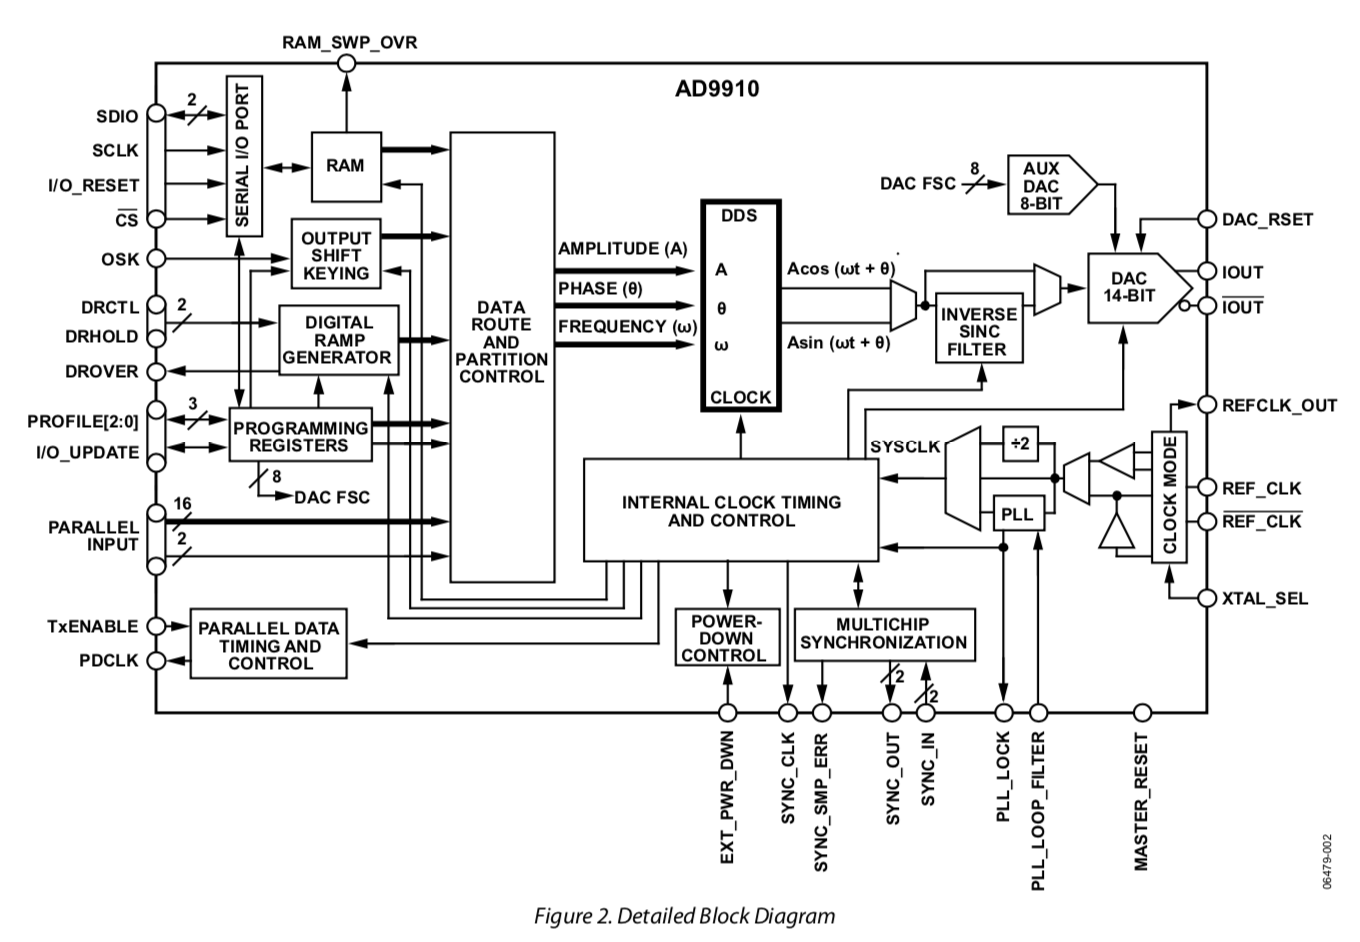 RAM_SWP_OVR
AD9910
SDIO
2
SCLK
I/O_RESET
CS
SERIAL I/O PORT
RAM
OSK
OUTPUT
SHIFT
KEYING
DRCTL
2
DRHOLD
DROVER
DIGITAL
RAMP
GENERATOR
PROFILE[2:0]
3
I/O_UPDATE
PROGRAMMING
REGISTERS
8
DAC FSC
PARALLEL
INPUT
16
2
TxENABLE
PDCLK
PARALLEL DATA
TIMING AND
CONTROL
DATA
ROUTE
AND
PARTITION
CONTROL
AMPLITUDE (A)
PHASE (θ)
FREQUENCY (ω)
DDS
A
θ
ω
CLOCK
Acos (ωt + θ)
Asin (ωt + θ)
INVERSE
SINC
FILTER
DAC FSC
8
AUX
DAC
8-BIT
DAC
14-BIT
DAC_RSET
IOUT
IOUT
REFCLK_OUT
REF_CLK
REF_CLK
XTAL_SEL
CLOCK MODE
SYSCLK
÷2
PLL
INTERNAL CLOCK TIMING
AND CONTROL
POWER-
DOWN
CONTROL
MULTICHIP
SYNCHRONIZATION
2
2
EXT_PWR_DWN
SYNC_CLK
SYNC_SMP_ERR
SYNC_OUT
SYNC_IN
PLL_LOCK
PLL_LOOP_FILTER
MASTER_RESET
06479-002
Figure 2. Detailed Block Diagram